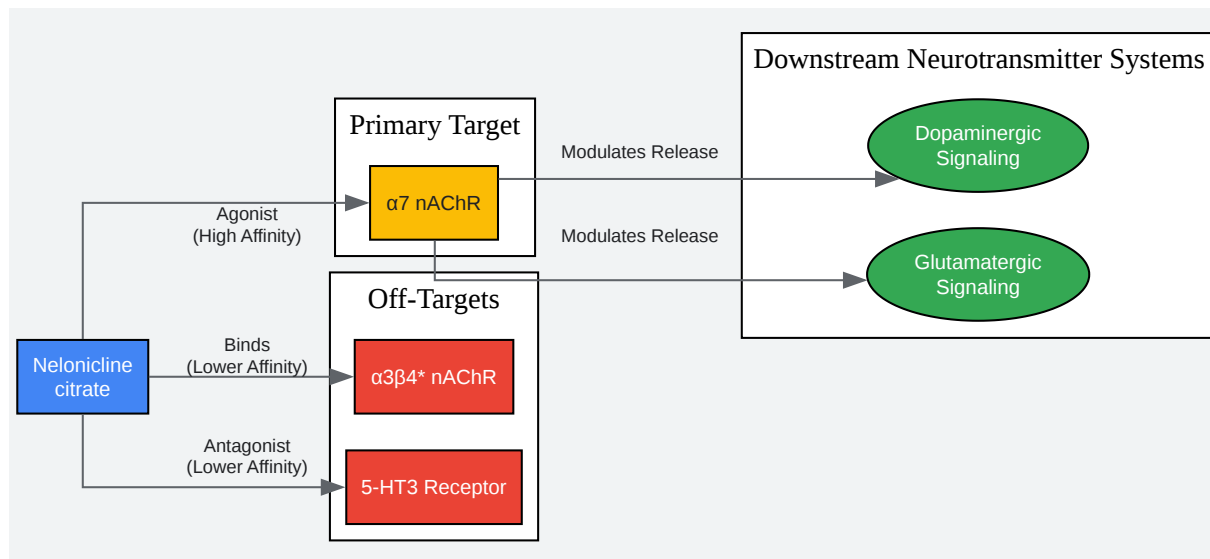 Downstream Neurotransmitter Systems
Dopaminergic
Signaling
Glutamatergic
Signaling
Primary Target
α7 nAChR
Modulates Release
Modulates Release
Agonist
(High Affinity)
Off-Targets
α3β4* nAChR
5-HT3 Receptor
Nelonicline
citrate
Binds
(Lower Affinity)
Antagonist
(Lower Affinity)